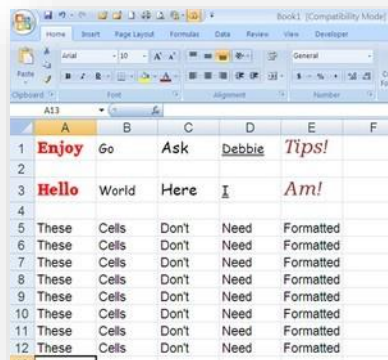 Book1 [Compatibility Mode]
Home Insert Page Layout Formulas Data Review View Developer
Arial 10 General
Paste
Clipboard Font Alignment Number
A13 fx
A B C D E F
1 Enjoy Go Ask Debbie Tips!
2
3 Hello World Here I Am!
4
5 These Cells Don't Need Formatted
6 These Cells Don't Need Formatted
7 These Cells Don't Need Formatted
8 These Cells Don't Need Formatted
9 These Cells Don't Need Formatted
10 These Cells Don't Need Formatted
11 These Cells Don't Need Formatted
12 These Cells Don't Need Formatted